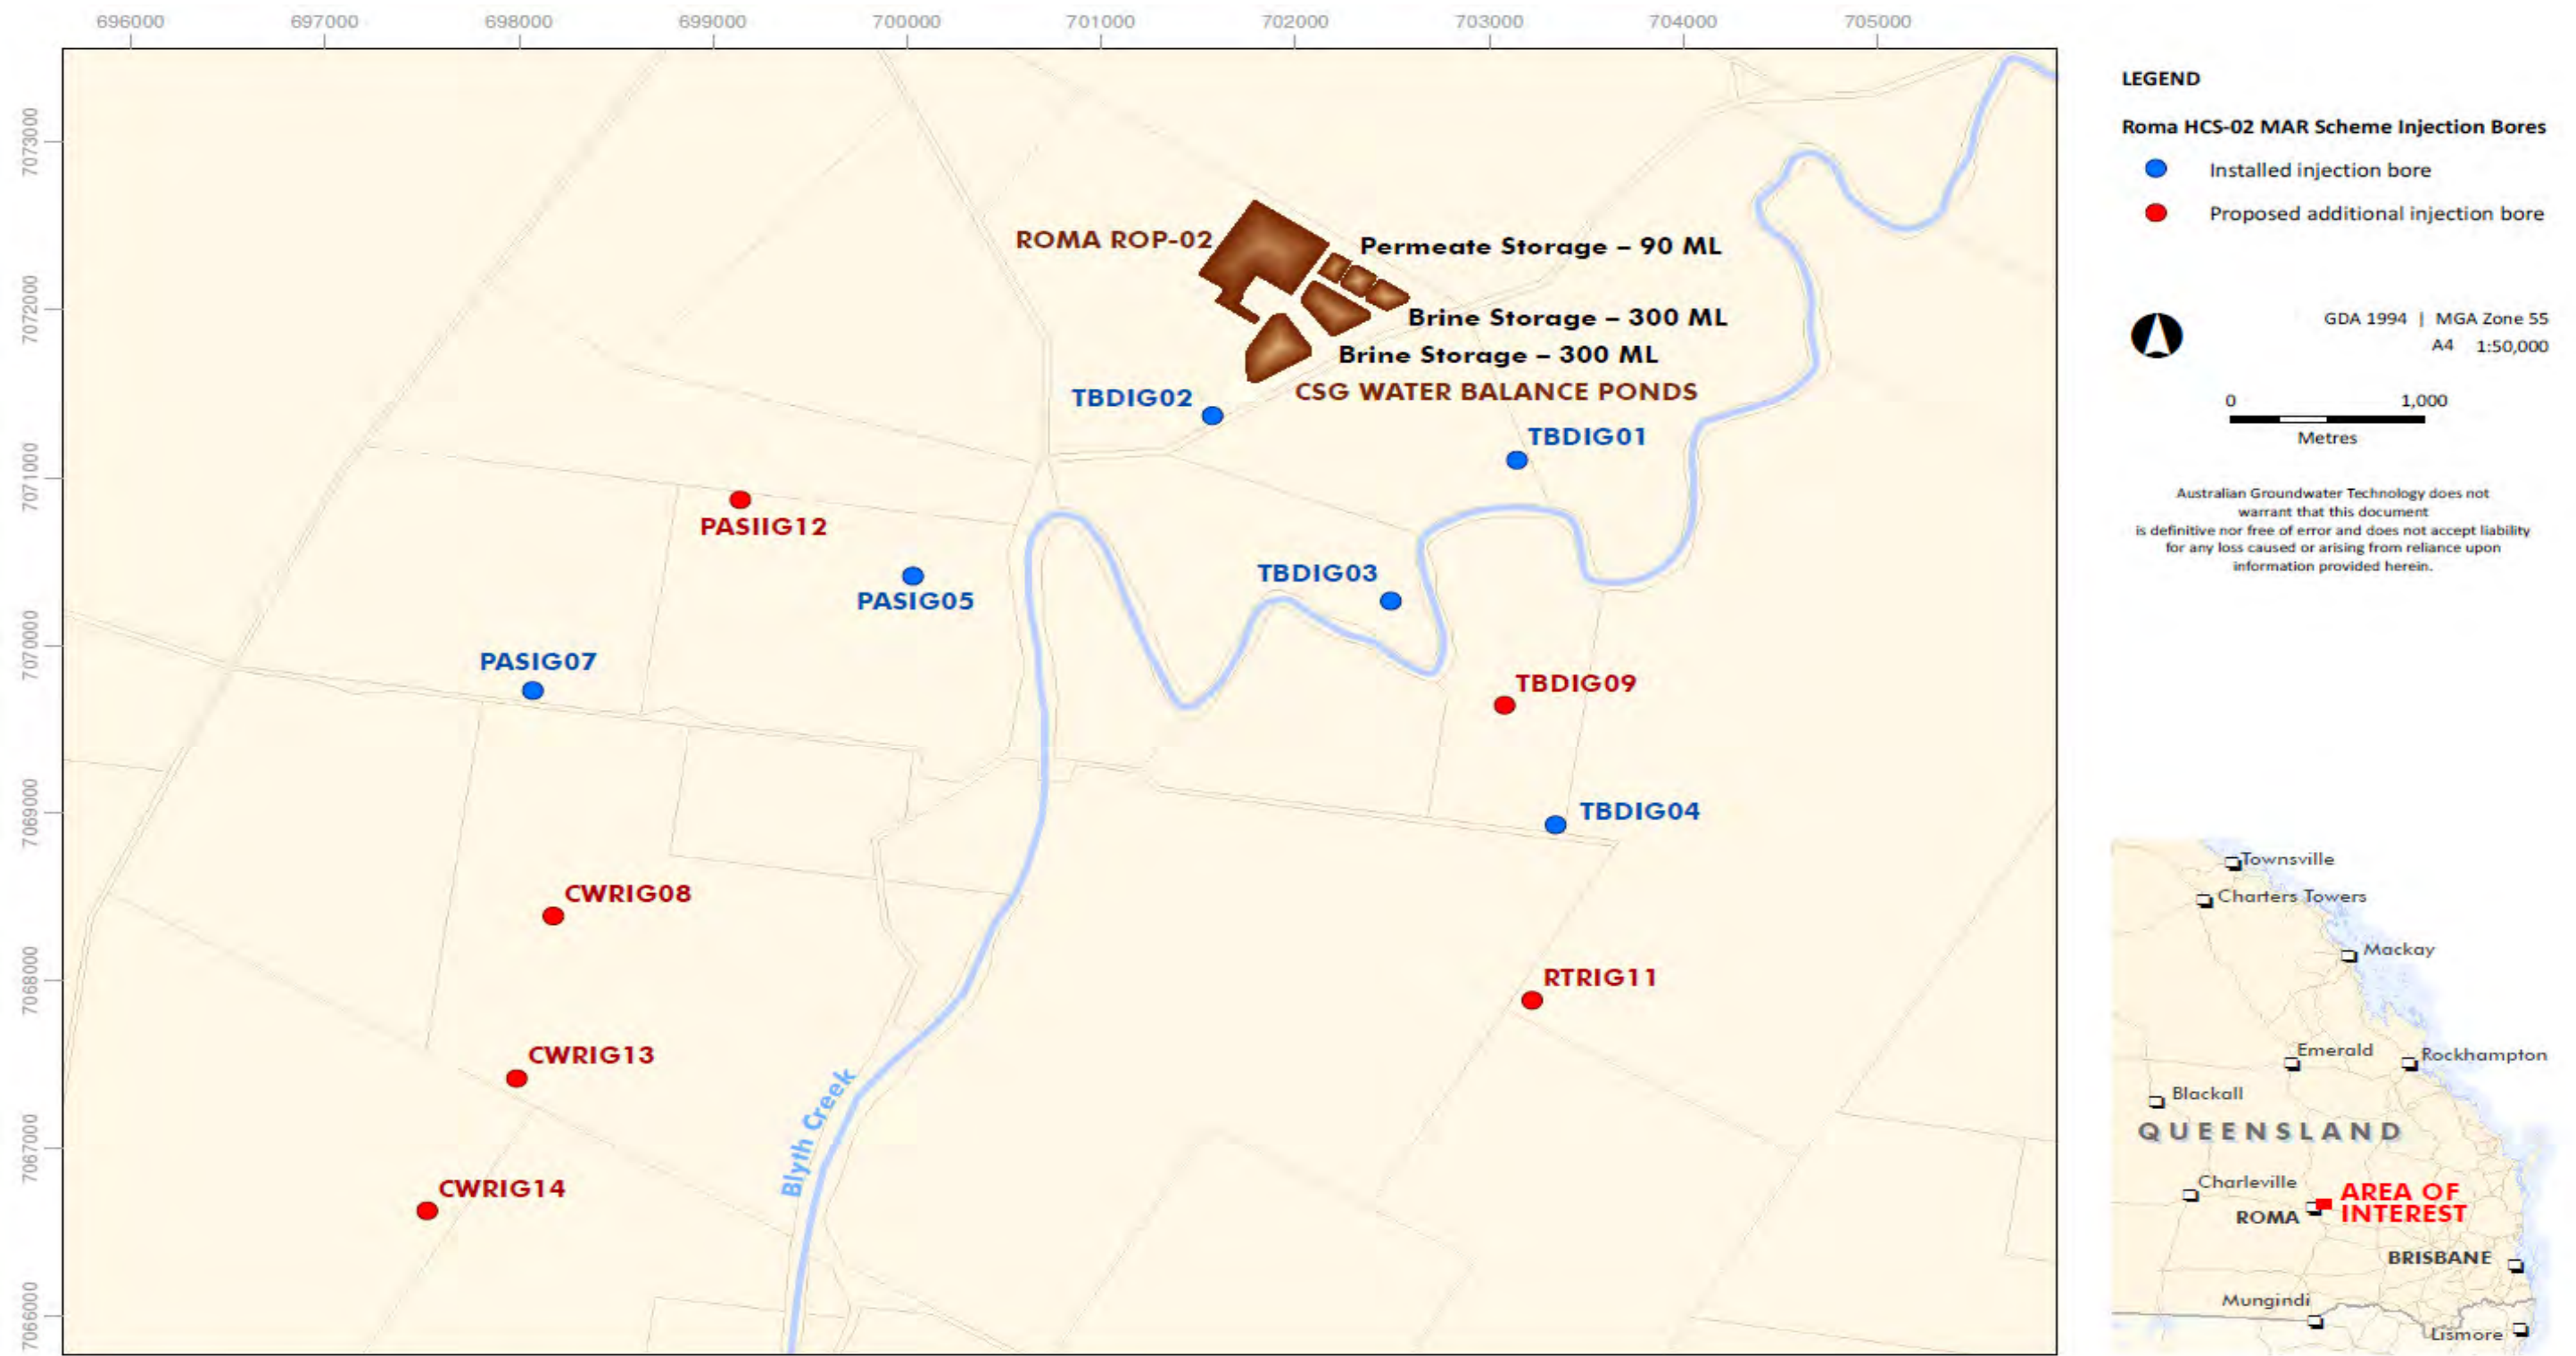 696000 697000 698000 699000 700000 701000 702000 703000 704000 705000
7073000
7072000
7071000
7070000
7069000
7068000
7067000
7066000
ROMA ROP-02
Permeate Storage – 90 ML
Brine Storage – 300 ML
Brine Storage – 300 ML
CSG WATER BALANCE PONDS
TBDIG02
TBDIG01
PASIIG12
TBDIG03
PASIG05
PASIG07
TBDIG09
TBDIG04
CWRIG08
RTRIG11
CWRIG13
Blyth Creek
CWRIG14
LEGEND
Roma HCS-02 MAR Scheme Injection Bores
Installed injection bore
Proposed additional injection bore
GDA 1994 | MGA Zone 55
A4 1:50,000
0 1,000
Metres
Australian Groundwater Technology does not
warrant that this document
is definitive nor free of error and does not accept liability
for any loss caused or arising from reliance upon
information provided herein.
Townsville
Charters Towers
Mackay
Emerald
Rockhampton
Blackall
QUEENSLAND
Charleville
AREA OF
INTEREST
ROMA
BRISBANE
Mungindi
Lismore